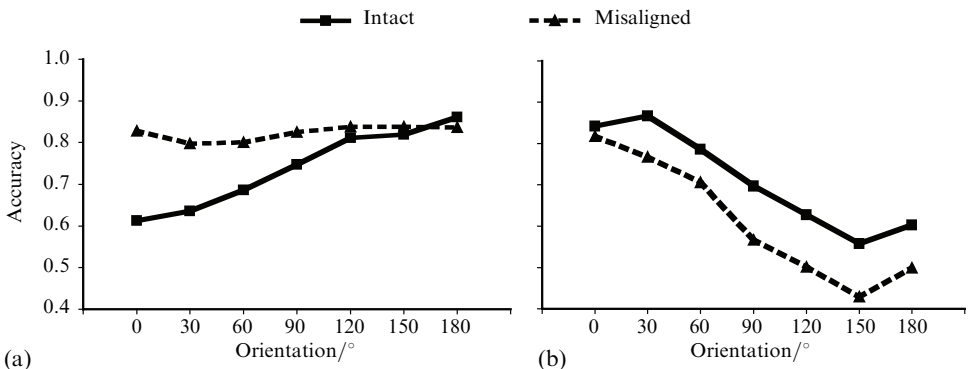 Intact Misaligned
1.0
0.9
0.8
0.7
0.6
0.5
0.4
Accuracy
0 30 60 90 120 150 180
0 30 60 90 120 150 180
(a) Orientation/°
(b) Orientation/°